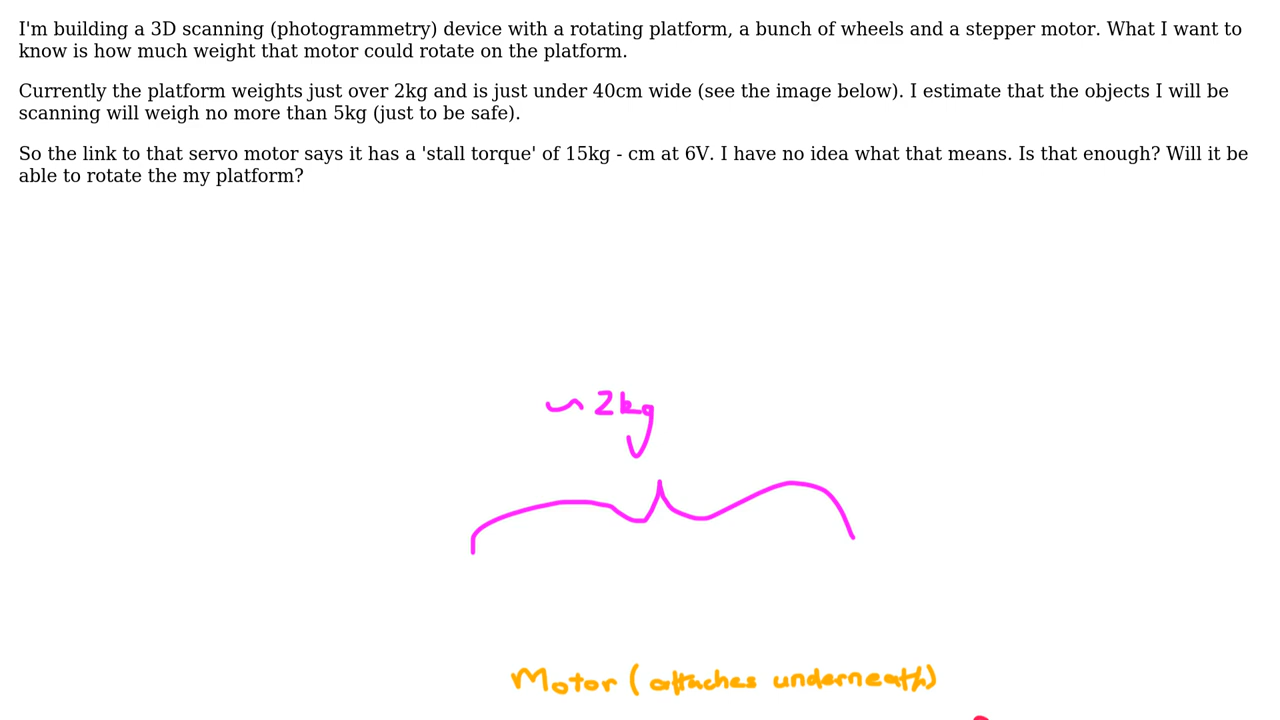 I'm building a 3D scanning (photogrammetry) device with a rotating platform, a bunch of wheels and a stepper motor. What I want to
know is how much weight that motor could rotate on the platform.
Currently the platform weights just over 2kg and is just under 40cm wide (see the image below). I estimate that the objects I will be
scanning will weigh no more than 5kg (just to be safe).
So the link to that servo motor says it has a 'stall torque' of 15kg - cm at 6V. I have no idea what that means. Is that enough? Will it be
able to rotate the my platform?
~ 2kg
Motor (attaches underneath)